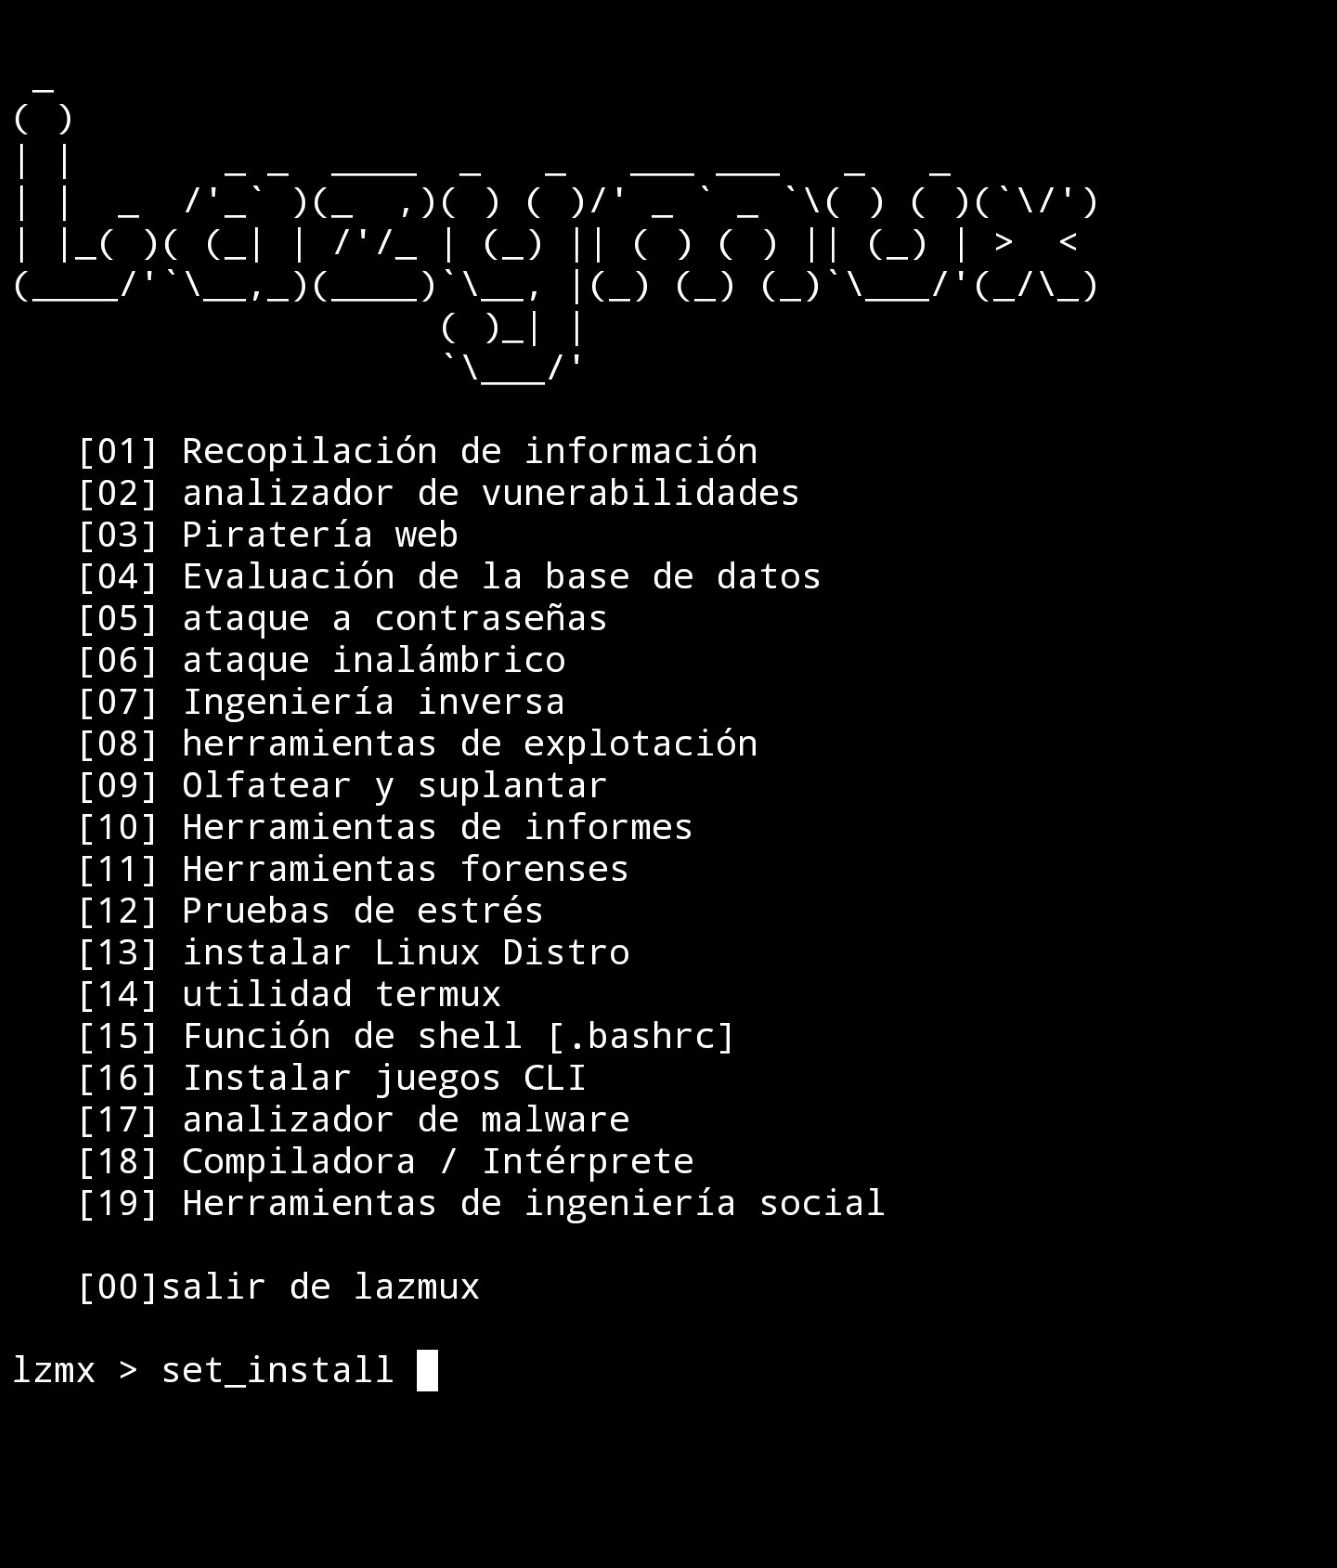 Lazymux
[01] Recopilación de información
[02] analizador de vunerabilidades
[03] Piratería web
[04] Evaluación de la base de datos
[05] ataque a contraseñas
[06] ataque inalámbrico
[07] Ingeniería inversa
[08] herramientas de explotación
[09] Olfatear y suplantar
[10] Herramientas de informes
[11] Herramientas forenses
[12] Pruebas de estrés
[13] instalar Linux Distro
[14] utilidad termux
[15] Función de shell [.bashrc]
[16] Instalar juegos CLI
[17] analizador de malware
[18] Compiladora / Intérprete
[19] Herramientas de ingeniería social
[00]salir de lazmux
lzmx > set_install